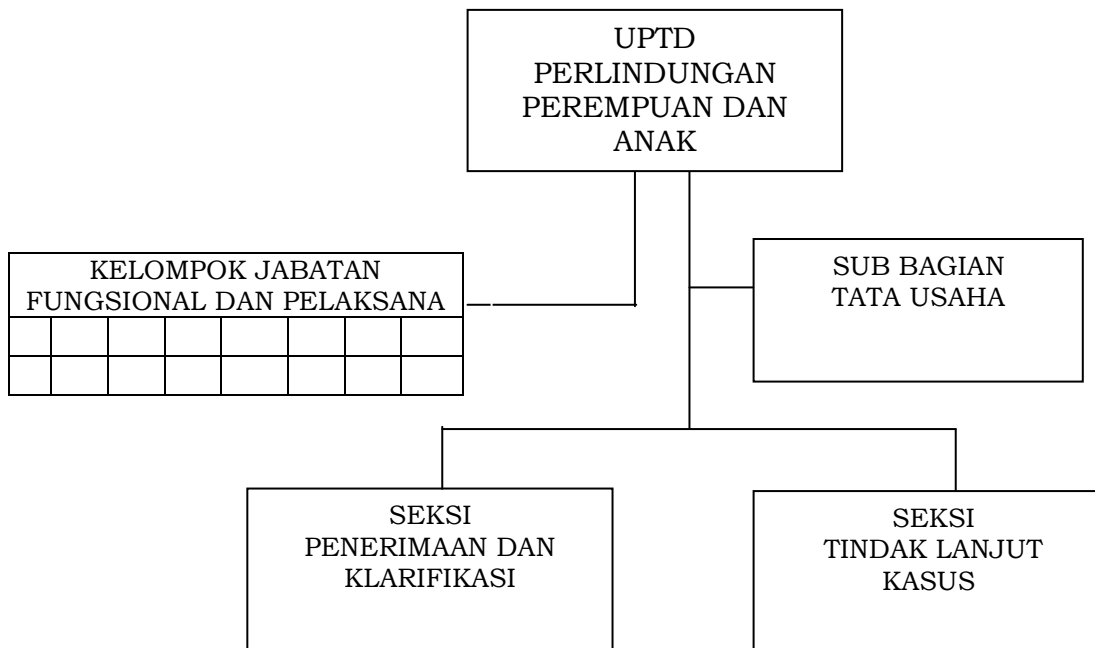 UPTD
PERLINDUNGAN
PEREMPUAN DAN
ANAK
KELOMPOK JABATAN
FUNGSIONAL DAN PELAKSANA
SUB BAGIAN
TATA USAHA
SEKSI
PENERIMAAN DAN
KLARIFIKASI
SEKSI
TINDAK LANJUT
KASUS